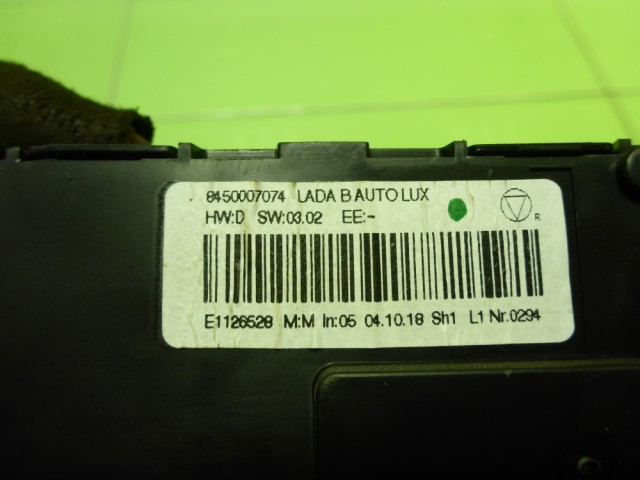 8450007074 LADA B AUTO LUX
HW:D SW:03.02 EE:-
R
E1126528 M:M In:05 04.10.18 Sh1 L1 Nr.0294